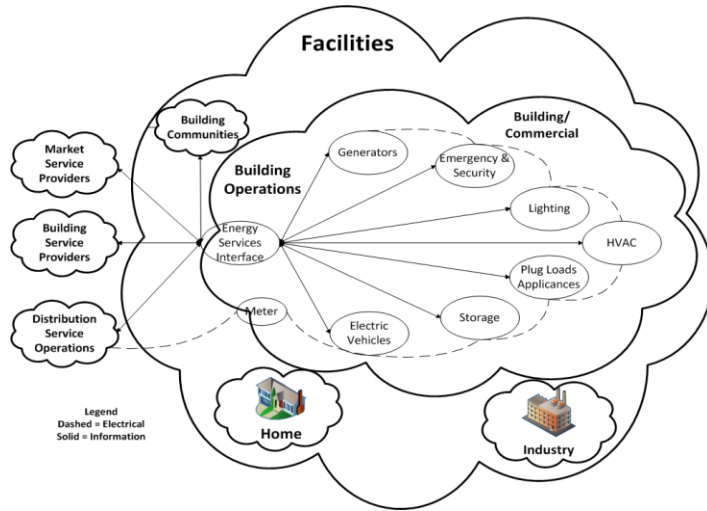 Facilities
Building
Communities
Building/
Commercial
Market
Service
Providers
Generators
Emergency &
Security
Building
Operations
Lighting
Building
Service
Providers
Energy
Services
Interface
HVAC
Plug Loads
Applicances
Distribution
Service
Operations
Meter
Storage
Electric
Vehicles
Legend
Dashed = Electrical
Solid = Information
Home
Industry